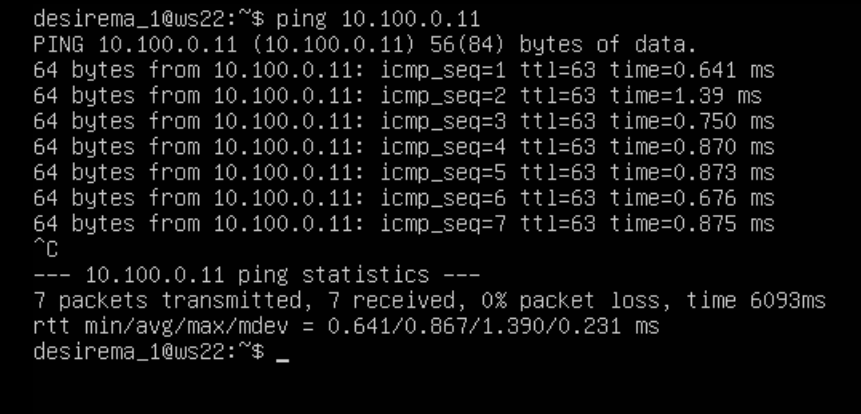 desirema_1@ws22:~$ ping 10.100.0.11
PING 10.100.0.11 (10.100.0.11) 56(84) bytes of data.
64 bytes from 10.100.0.11: icmp_seq=1 ttl=63 time=0.641 ms
64 bytes from 10.100.0.11: icmp_seq=2 ttl=63 time=1.39 ms
64 bytes from 10.100.0.11: icmp_seq=3 ttl=63 time=0.750 ms
64 bytes from 10.100.0.11: icmp_seq=4 ttl=63 time=0.870 ms
64 bytes from 10.100.0.11: icmp_seq=5 ttl=63 time=0.873 ms
64 bytes from 10.100.0.11: icmp_seq=6 ttl=63 time=0.676 ms
64 bytes from 10.100.0.11: icmp_seq=7 ttl=63 time=0.875 ms
^C
--- 10.100.0.11 ping statistics ---
7 packets transmitted, 7 received, 0% packet loss, time 6093ms
rtt min/avg/max/mdev = 0.641/0.867/1.390/0.231 ms
desirema_1@ws22:~$ _